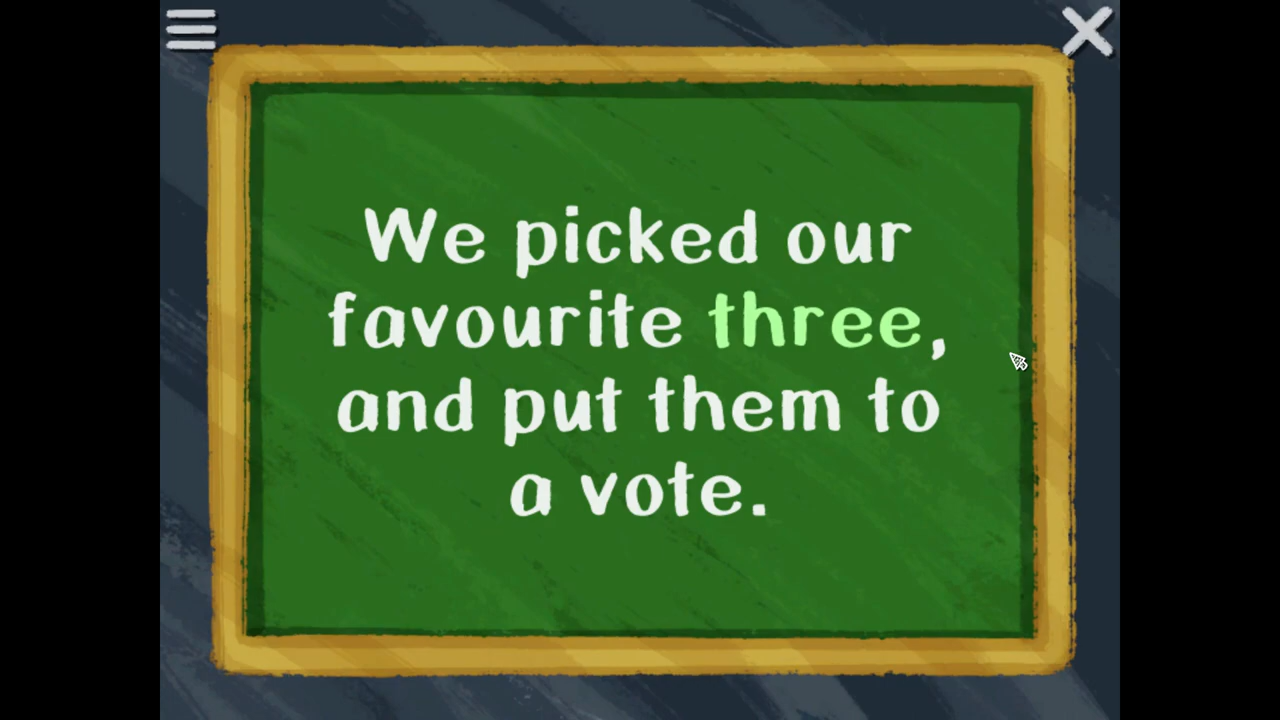 We picked our
favourite three,
and put them to
a vote.